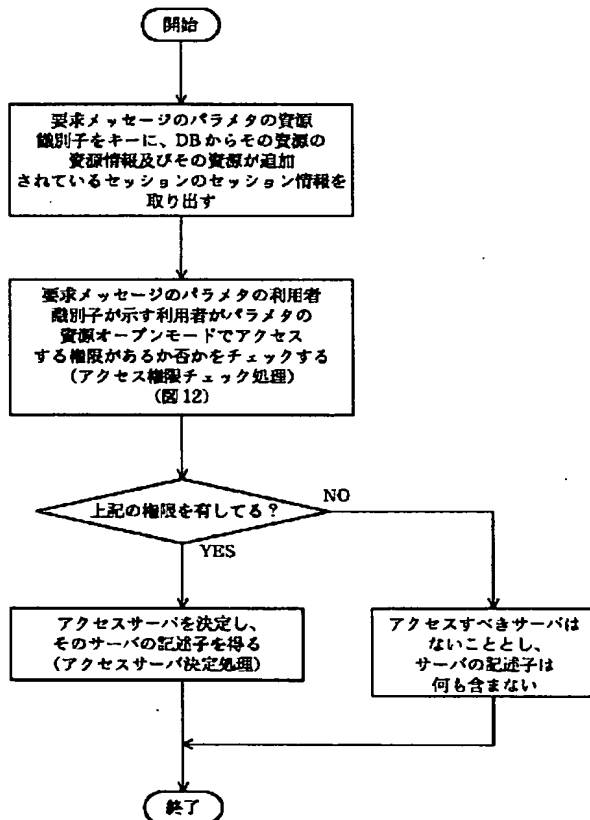 開始
要求メッセージのパラメタの資源
識別子をキーに、DBからその資源の
資源情報及びその資源が追加
されているセッションのセッション情報を
取り出す
要求メッセージのパラメタの利用者
識別子が示す利用者がパラメタの
資源オープンモードでアクセス
する権限があるか否かをチェックする
(アクセス権限チェック処理)
(図12)
上記の権限を有してる?
NO
YES
アクセスサーバを決定し、
そのサーバの記述子を得る
(アクセスサーバ決定処理)
アクセスすべきサーバは
ないこととし、
サーバの記述子は
何も含まない
終了